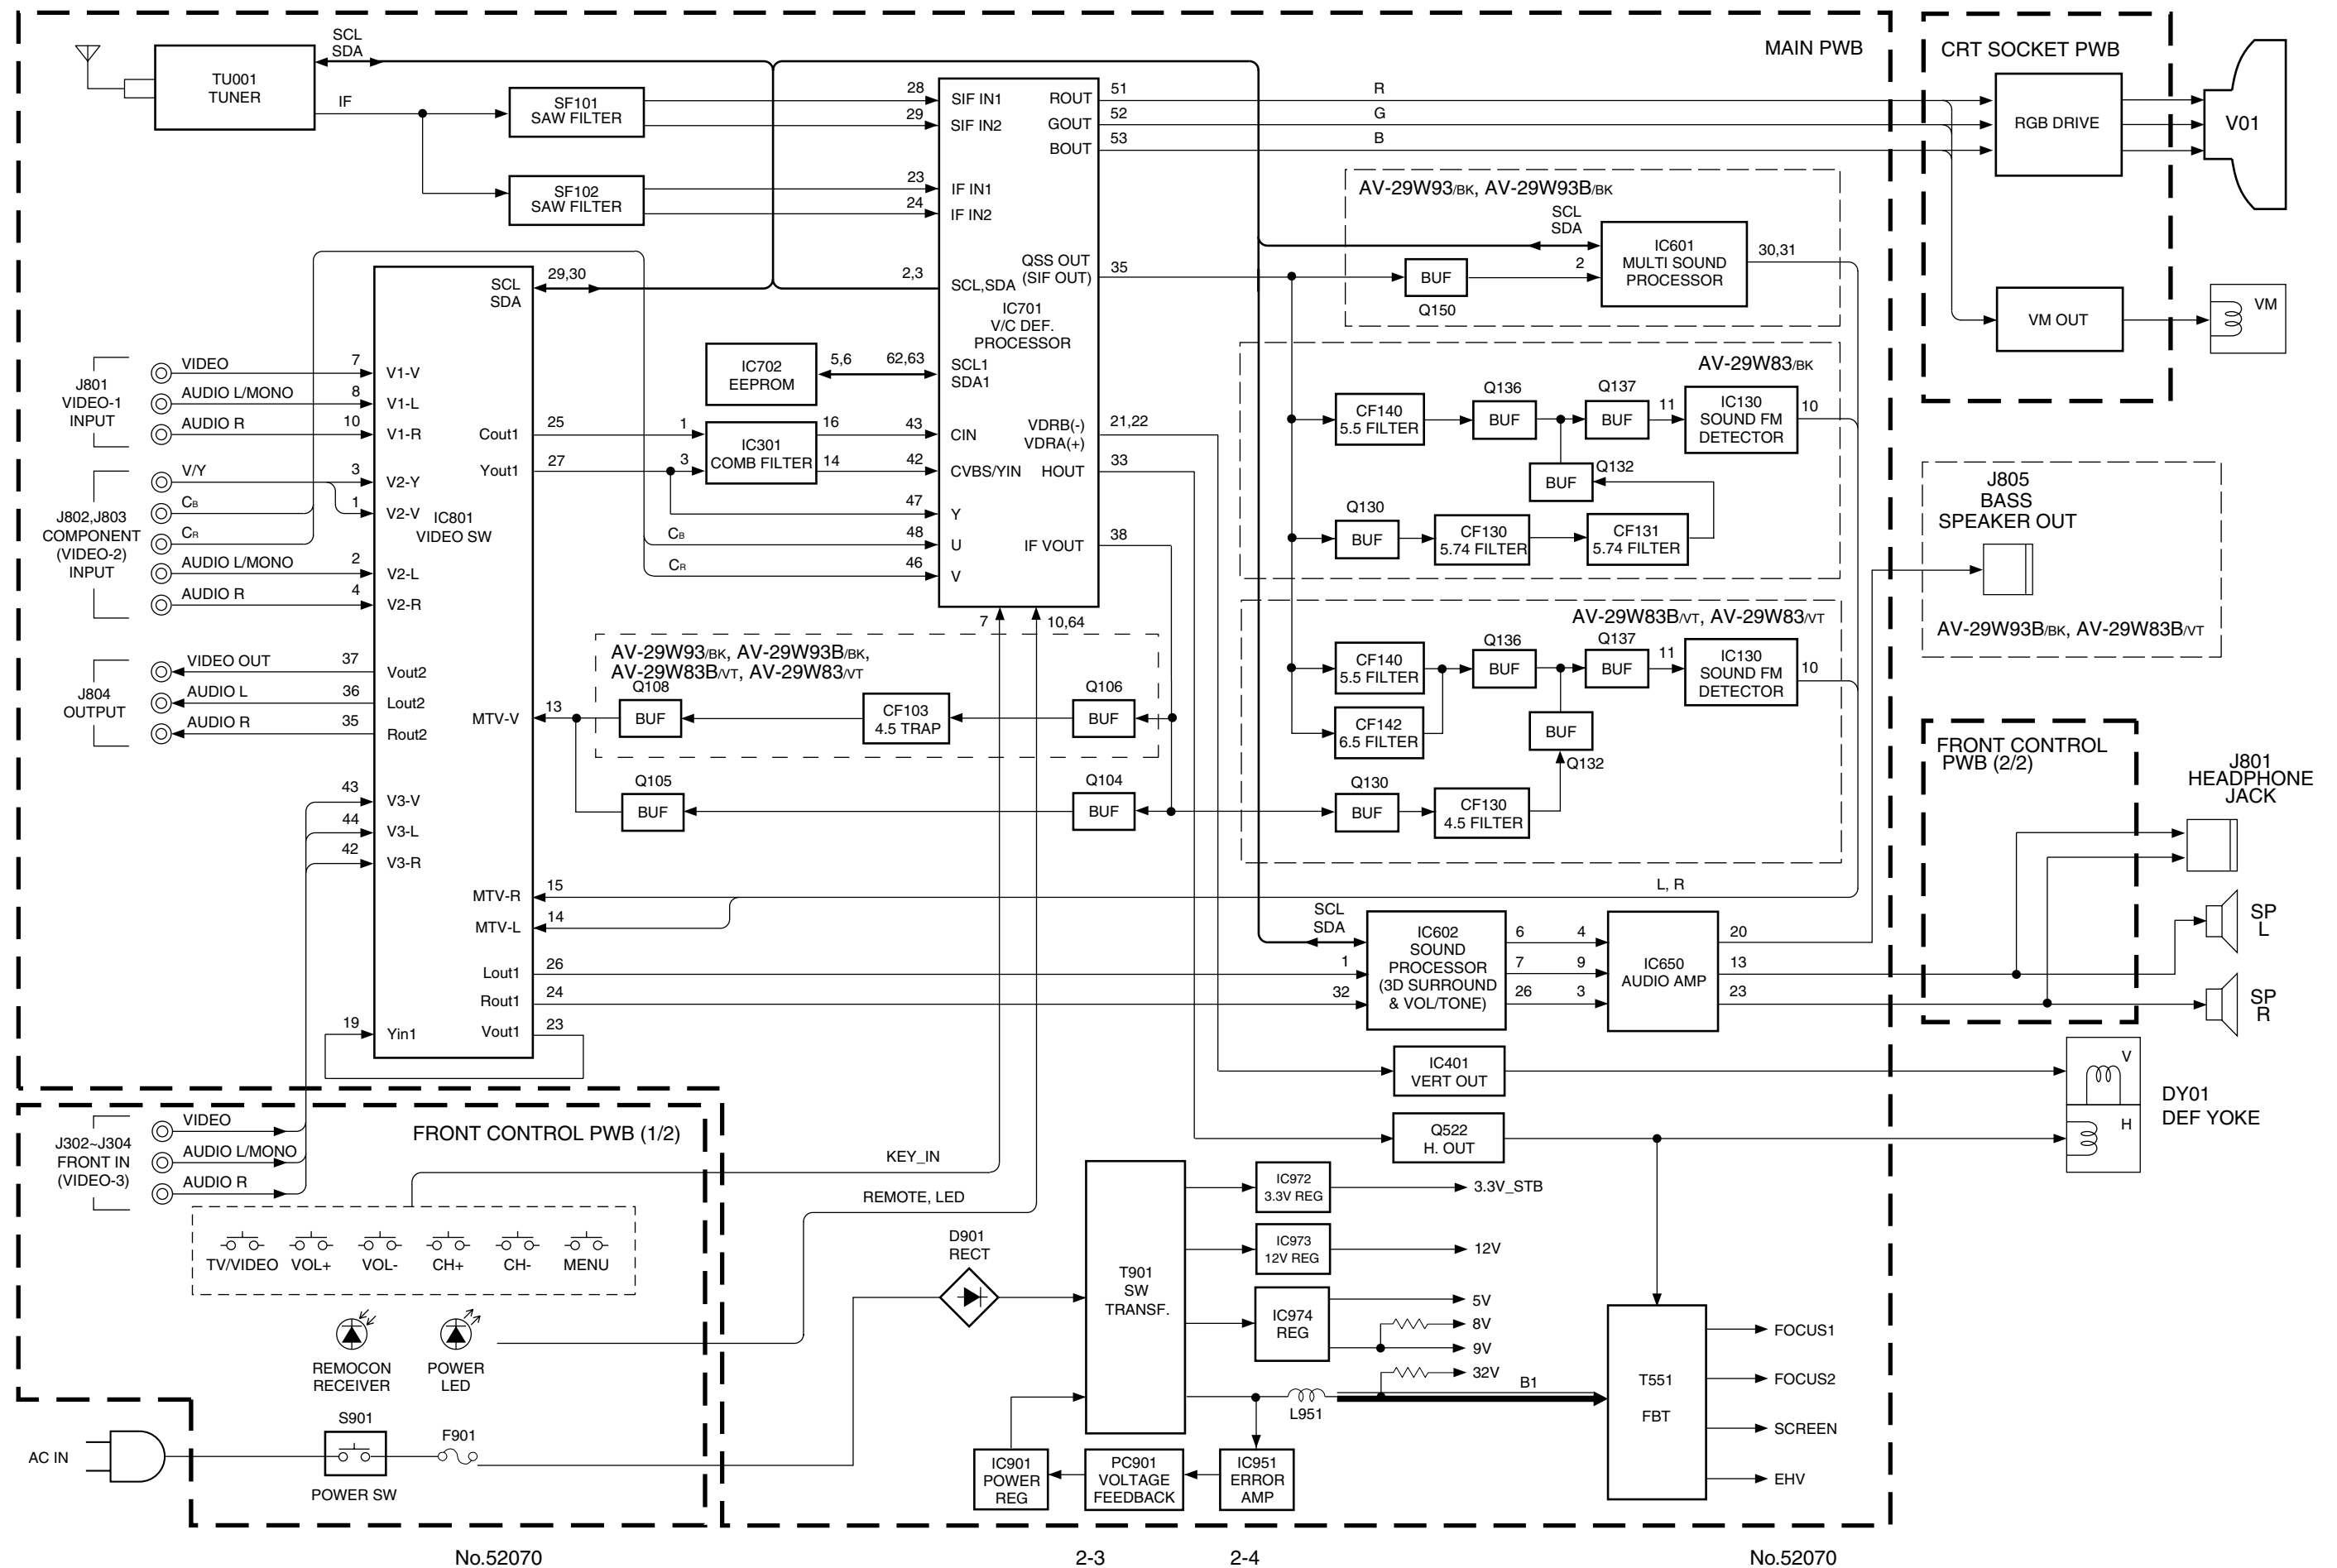 MAIN PWB
CRT SOCKET PWB
SCL
SDA
TU001
TUNER
IF
SF101
SAW FILTER
SF102
SAW FILTER
28
29
23
24
SIF IN1
SIF IN2
IF IN1
IF IN2
ROUT
GOUT
BOUT
51
52
53
R
G
B
RGB DRIVE
V01
VM OUT
VM
2,3
SCL,SDA
QSS OUT
(SIF OUT)
35
IC701
V/C DEF.
PROCESSOR
SCL1
SDA1
62,63
5,6
IC702
EEPROM
VDRB(-)
VDRA(+)
21,22
HOUT
33
IF VOUT
38
CIN
43
CVBS/YIN
42
Y
47
U
48
V
46
CB
CR
7
10,64
1
3
IC301
COMB FILTER
16
14
AV-29W93/BK, AV-29W93B/BK
SCL
SDA
BUF
Q150
2
IC601
MULTI SOUND
PROCESSOR
30,31
AV-29W83/BK
CF140
5.5 FILTER
Q136
BUF
Q137
BUF
11
IC130
SOUND FM
DETECTOR
10
Q132
BUF
Q130
BUF
CF130
5.74 FILTER
CF131
5.74 FILTER
AV-29W83B/VT, AV-29W83/VT
CF140
5.5 FILTER
CF142
6.5 FILTER
Q136
BUF
Q137
BUF
11
IC130
SOUND FM
DETECTOR
10
BUF
Q132
Q130
BUF
CF130
4.5 FILTER
J805
BASS
SPEAKER OUT
AV-29W93B/BK, AV-29W83B/VT
J801
VIDEO-1
INPUT
VIDEO
AUDIO L/MONO
AUDIO R
7
8
10
V1-V
V1-L
V1-R
J802,J803
COMPONENT
(VIDEO-2)
INPUT
V/Y
CB
CR
AUDIO L/MONO
AUDIO R
3
1
2
4
V2-Y
V2-V
V2-L
V2-R
J804
OUTPUT
VIDEO OUT
AUDIO L
AUDIO R
37
36
35
Vout2
Lout2
Rout2
43
44
42
V3-V
V3-L
V3-R
19
Yin1
IC801
VIDEO SW
SCL
SDA
29,30
Cout1
25
Yout1
27
MTV-V
13
MTV-R
15
MTV-L
14
Lout1
26
Rout1
24
Vout1
23
AV-29W93/BK, AV-29W93B/BK,
AV-29W83B/VT, AV-29W83/VT
Q108
BUF
CF103
4.5 TRAP
Q106
BUF
Q105
BUF
Q104
BUF
L, R
SCL
SDA
1
32
IC602
SOUND
PROCESSOR
(3D SURROUND
& VOL/TONE)
6
7
26
4
9
3
IC650
AUDIO AMP
20
13
23
FRONT CONTROL
PWB (2/2)
J801
HEADPHONE
JACK
SP
L
SP
R
IC401
VERT OUT
Q522
H. OUT
V
H
DY01
DEF YOKE
J302~J304
FRONT IN
(VIDEO-3)
VIDEO
AUDIO L/MONO
AUDIO R
FRONT CONTROL PWB (1/2)
KEY_IN
REMOTE, LED
TV/VIDEO
VOL+
VOL-
CH+
CH-
MENU
REMOCON
RECEIVER
POWER
LED
AC IN
S901
POWER SW
F901
D901
RECT
T901
SW
TRANSF.
IC972
3.3V REG
3.3V_STB
IC973
12V REG
12V
IC974
REG
5V
8V
9V
32V
L951
B1
IC901
POWER
REG
PC901
VOLTAGE
FEEDBACK
IC951
ERROR
AMP
T551
FBT
FOCUS1
FOCUS2
SCREEN
EHV
No.52070
2-3
2-4
No.52070